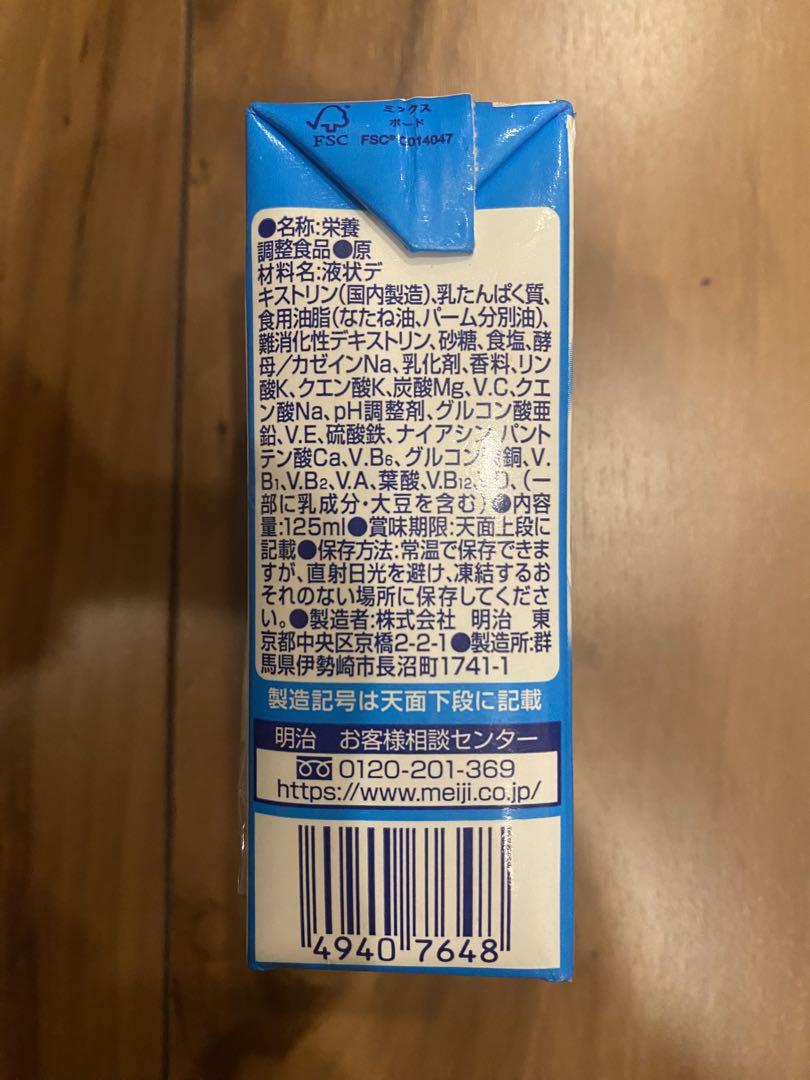 ミックス
ボード
FSC
FSC® C014047
●名称:栄養
調整食品●原
材料名:液状デ
キストリン(国内製造)、乳たんぱく質、
食用油脂(なたね油、パーム分別油)、
難消化性デキストリン、砂糖、食塩、酵
母/カゼインNa、乳化剤、香料、リン
酸K、クエン酸K、炭酸Mg、V.C、クエ
ン酸Na、pH調整剤、グルコン酸亜
鉛、V.E、硫酸鉄、ナイアシン、パント
テン酸Ca、V.B6、グルコン 銅、V.
B1、V.B2、V.A、葉酸、V.B12、 、(一
部に乳成分・大豆を含む)●内容
量:125ml●賞味期限:天面上段に
記載●保存方法:常温で保存できま
すが、直射日光を避け、凍結するお
それのない場所に保存してくださ
い。●製造者:株式会社 明治 東
京都中央区京橋2-2-1●製造所:群
馬県伊勢崎市長沼町1741-1
製造記号は天面下段に記載
明治 お客様相談センター
0120-201-369
https://www.meiji.co.jp/
4940 7648